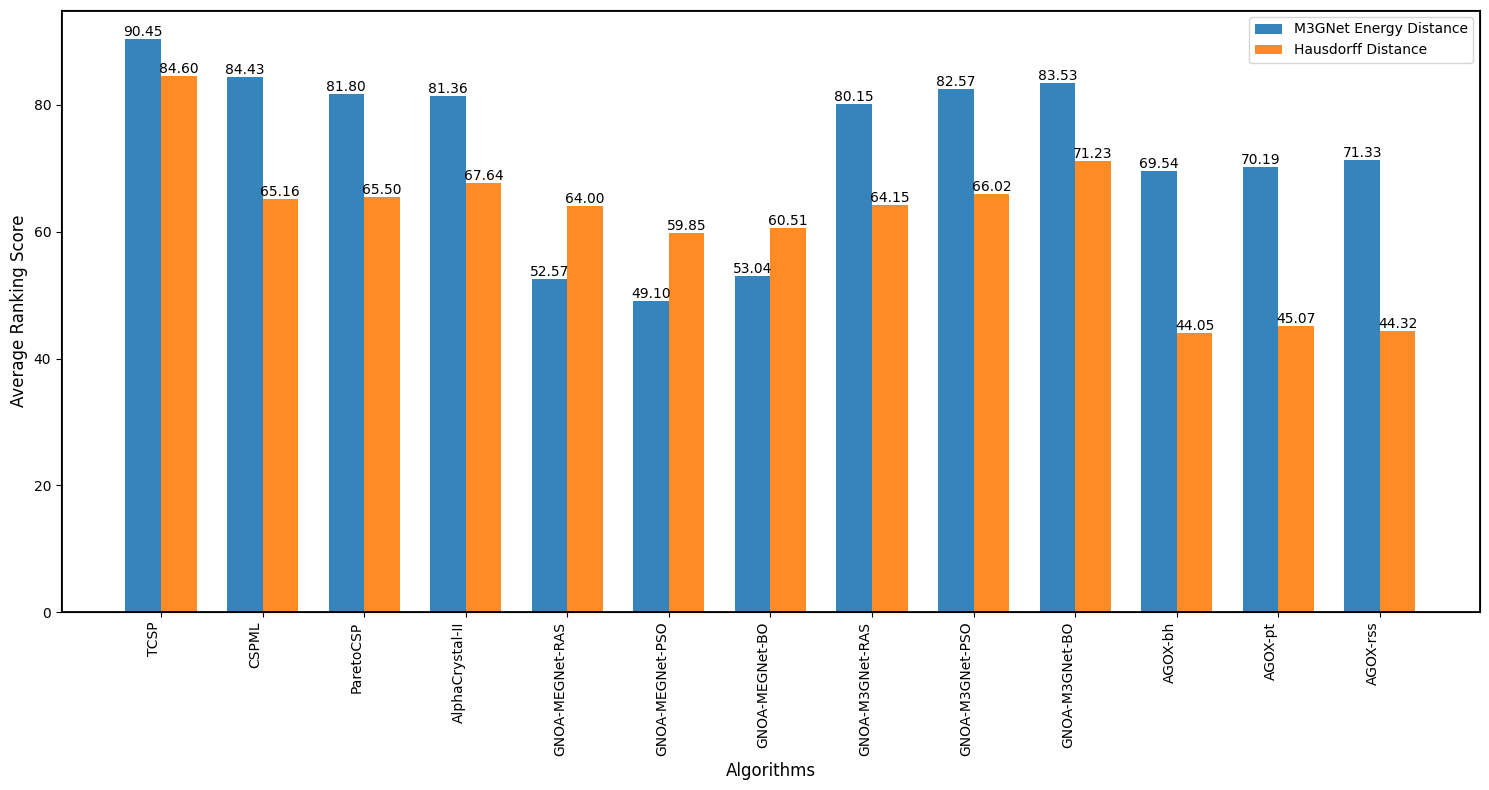 M3GNet Energy Distance
Hausdorff Distance
Average Ranking Score
80
60
40
20
0
90.45
84.60
84.43
65.16
81.80
65.50
81.36
67.64
52.57
64.00
49.10
59.85
53.04
60.51
80.15
64.15
82.57
66.02
83.53
71.23
69.54
44.05
70.19
45.07
71.33
44.32
TCSP
CSPML
ParetoCSP
AlphaCrystal-II
GNOA-MEGNet-RAS
GNOA-MEGNet-PSO
GNOA-MEGNet-BO
GNOA-M3GNet-RAS
GNOA-M3GNet-PSO
GNOA-M3GNet-BO
AGOX-bh
AGOX-pt
AGOX-rss
Algorithms